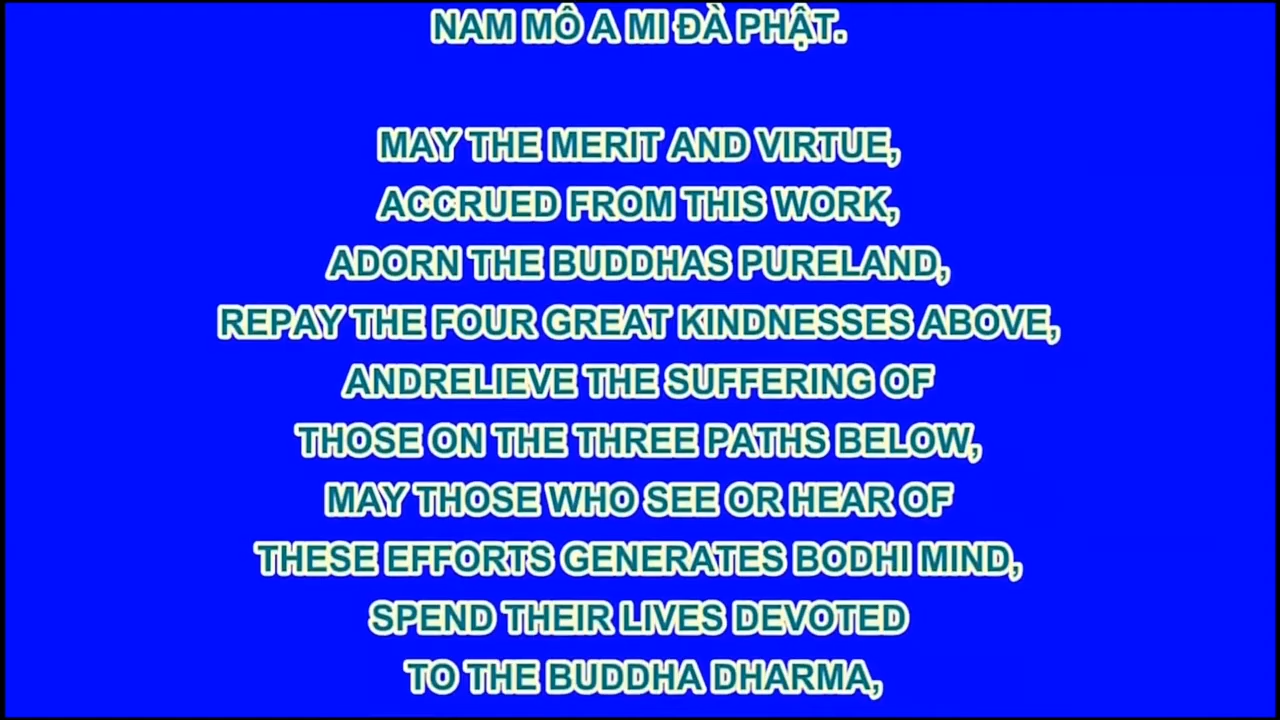 NAM MÔ A MI ĐÀ PHẬT.
MAY THE MERIT AND VIRTUE,
ACCRUED FROM THIS WORK,
ADORN THE BUDDHAS PURELAND,
REPAY THE FOUR GREAT KINDNESSES ABOVE,
ANDRELIEVE THE SUFFERING OF
THOSE ON THE THREE PATHS BELOW,
MAY THOSE WHO SEE OR HEAR OF
THESE EFFORTS GENERATES BODHI MIND,
SPEND THEIR LIVES DEVOTED
TO THE BUDDHA DHARMA,